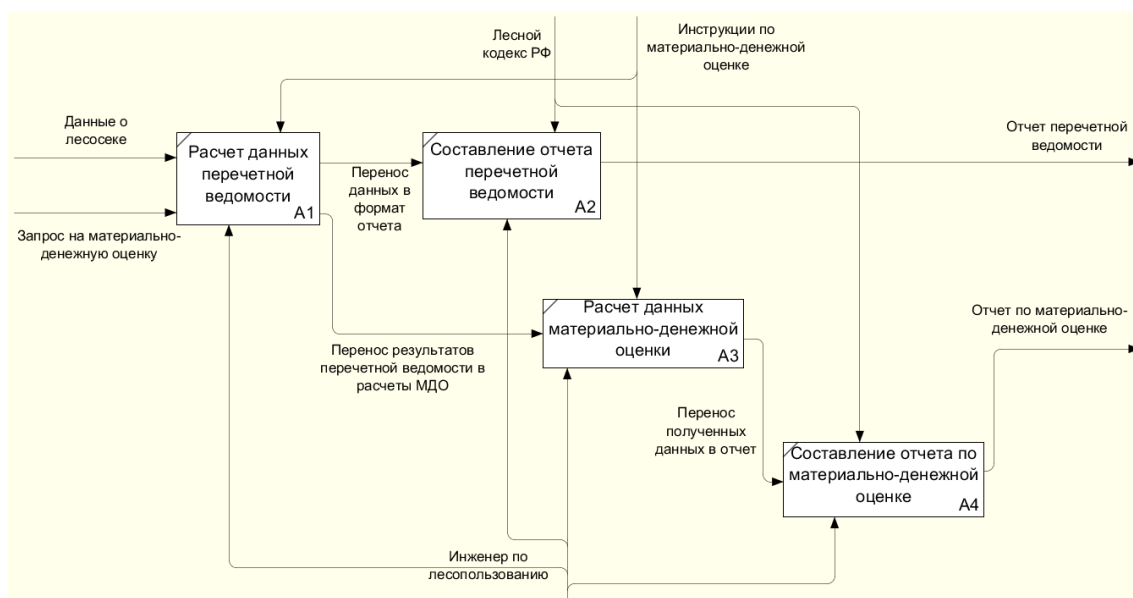 Лесной
кодекс РФ
Инструкции по
материально-денежной
оценке
Данные о
лесосеке
Отчет перечетной
ведомости
Расчет данных
перечетной
ведомости
A1
Составление отчета
перечетной
ведомости
A2
Перенос
данных в
формат
отчета
Запрос на материально-
денежную оценку
Расчет данных
материально-денежной
оценки
A3
Отчет по материально-
денежной оценке
Перенос результатов
перечетной ведомости в
расчеты МДО
Перенос
полученных
данных в отчет
Составление отчета по
материально-денежной
оценке
A4
Инженер по
лесопользованию